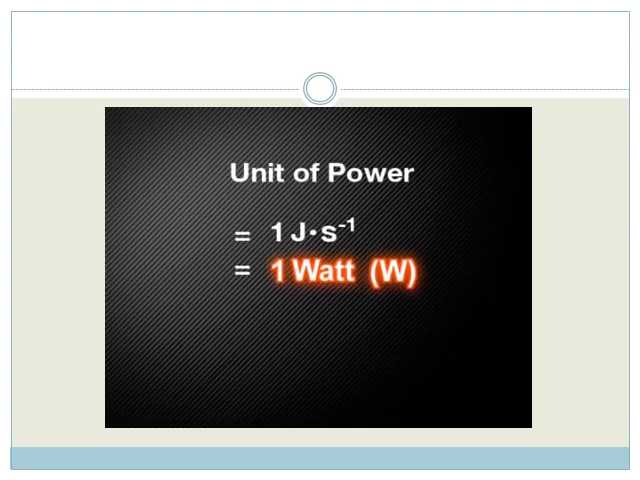 Unit of Power
= 1 J·s⁻¹
= 1 Watt (W)